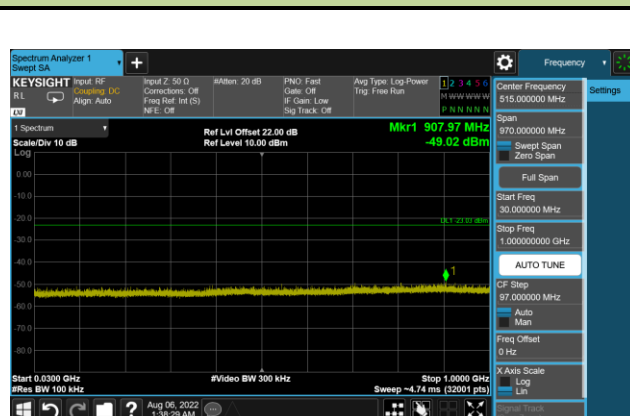 Spectrum Analyzer 1
Swept SA
+
Frequency
KEYSIGHT
RL
LXI
Input: RF
Coupling: DC
Align: Auto
Input Z: 50 Ω
Corrections: Off
Freq Ref: Int (S)
NFE: Off
#Atten: 20 dB
PNO: Fast
Gate: Off
IF Gain: Low
Sig Track: Off
Avg Type: Log-Power
Trig: Free Run
1 2 3 4 5 6
M W W W W W
P N N N N N
1 Spectrum
Scale/Div 10 dB
Log
Ref Lvl Offset 22.00 dB
Ref Level 10.00 dBm
Mkr1 907.97 MHz
-49.02 dBm
0.00
-10.0
-20.0
-30.0
-40.0
-50.0
-60.0
-70.0
-80.0
DL1 -23.03 dBm
1
Start 0.0300 GHz
#Res BW 100 kHz
#Video BW 300 kHz
Stop 1.0000 GHz
Sweep ~4.74 ms (32001 pts)
Aug 06, 2022
1:38:29 AM
Center Frequency
515.000000 MHz
Settings
Span
970.000000 MHz
Swept Span
Zero Span
Full Span
Start Freq
30.000000 MHz
Stop Freq
1.000000000 GHz
AUTO TUNE
CF Step
97.000000 MHz
Auto
Man
Freq Offset
0 Hz
X Axis Scale
Log
Lin
Signal Track